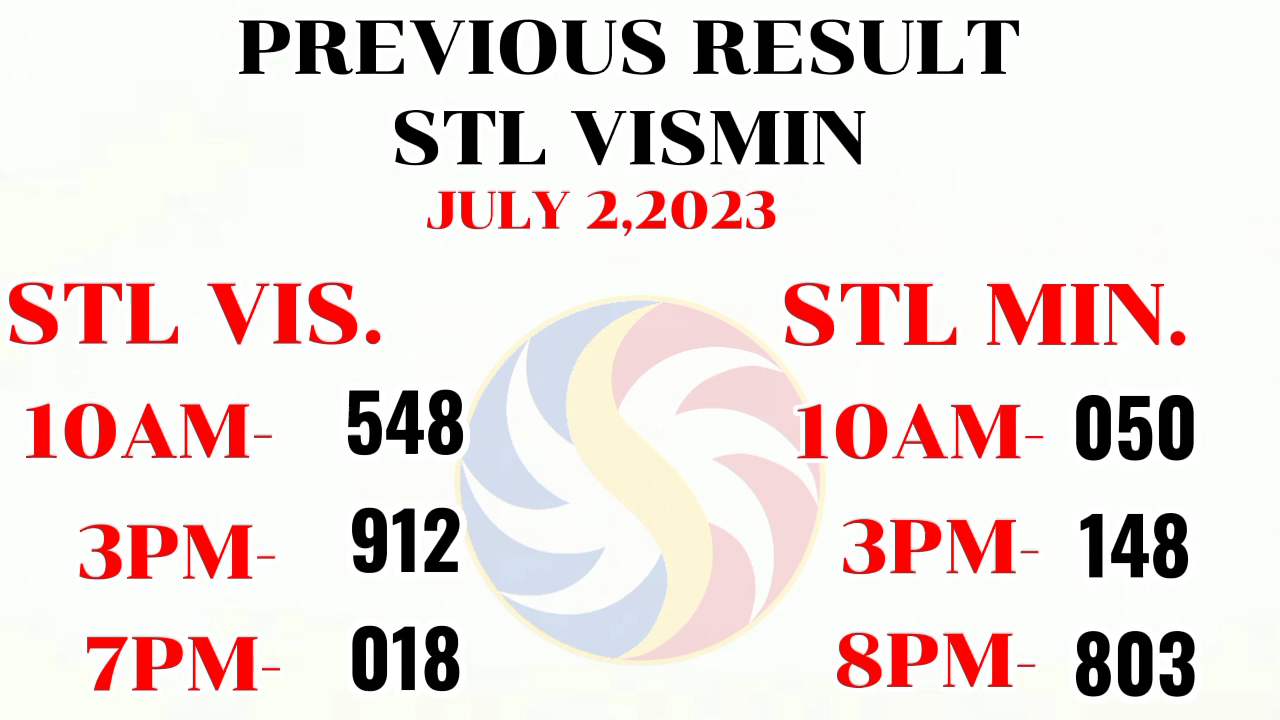 PREVIOUS RESULT
STL VISMIN
JULY 2,2023
STL VIS.
10AM- 548
3PM- 912
7PM- 018
STL MIN.
10AM- 050
3PM- 148
8PM- 803